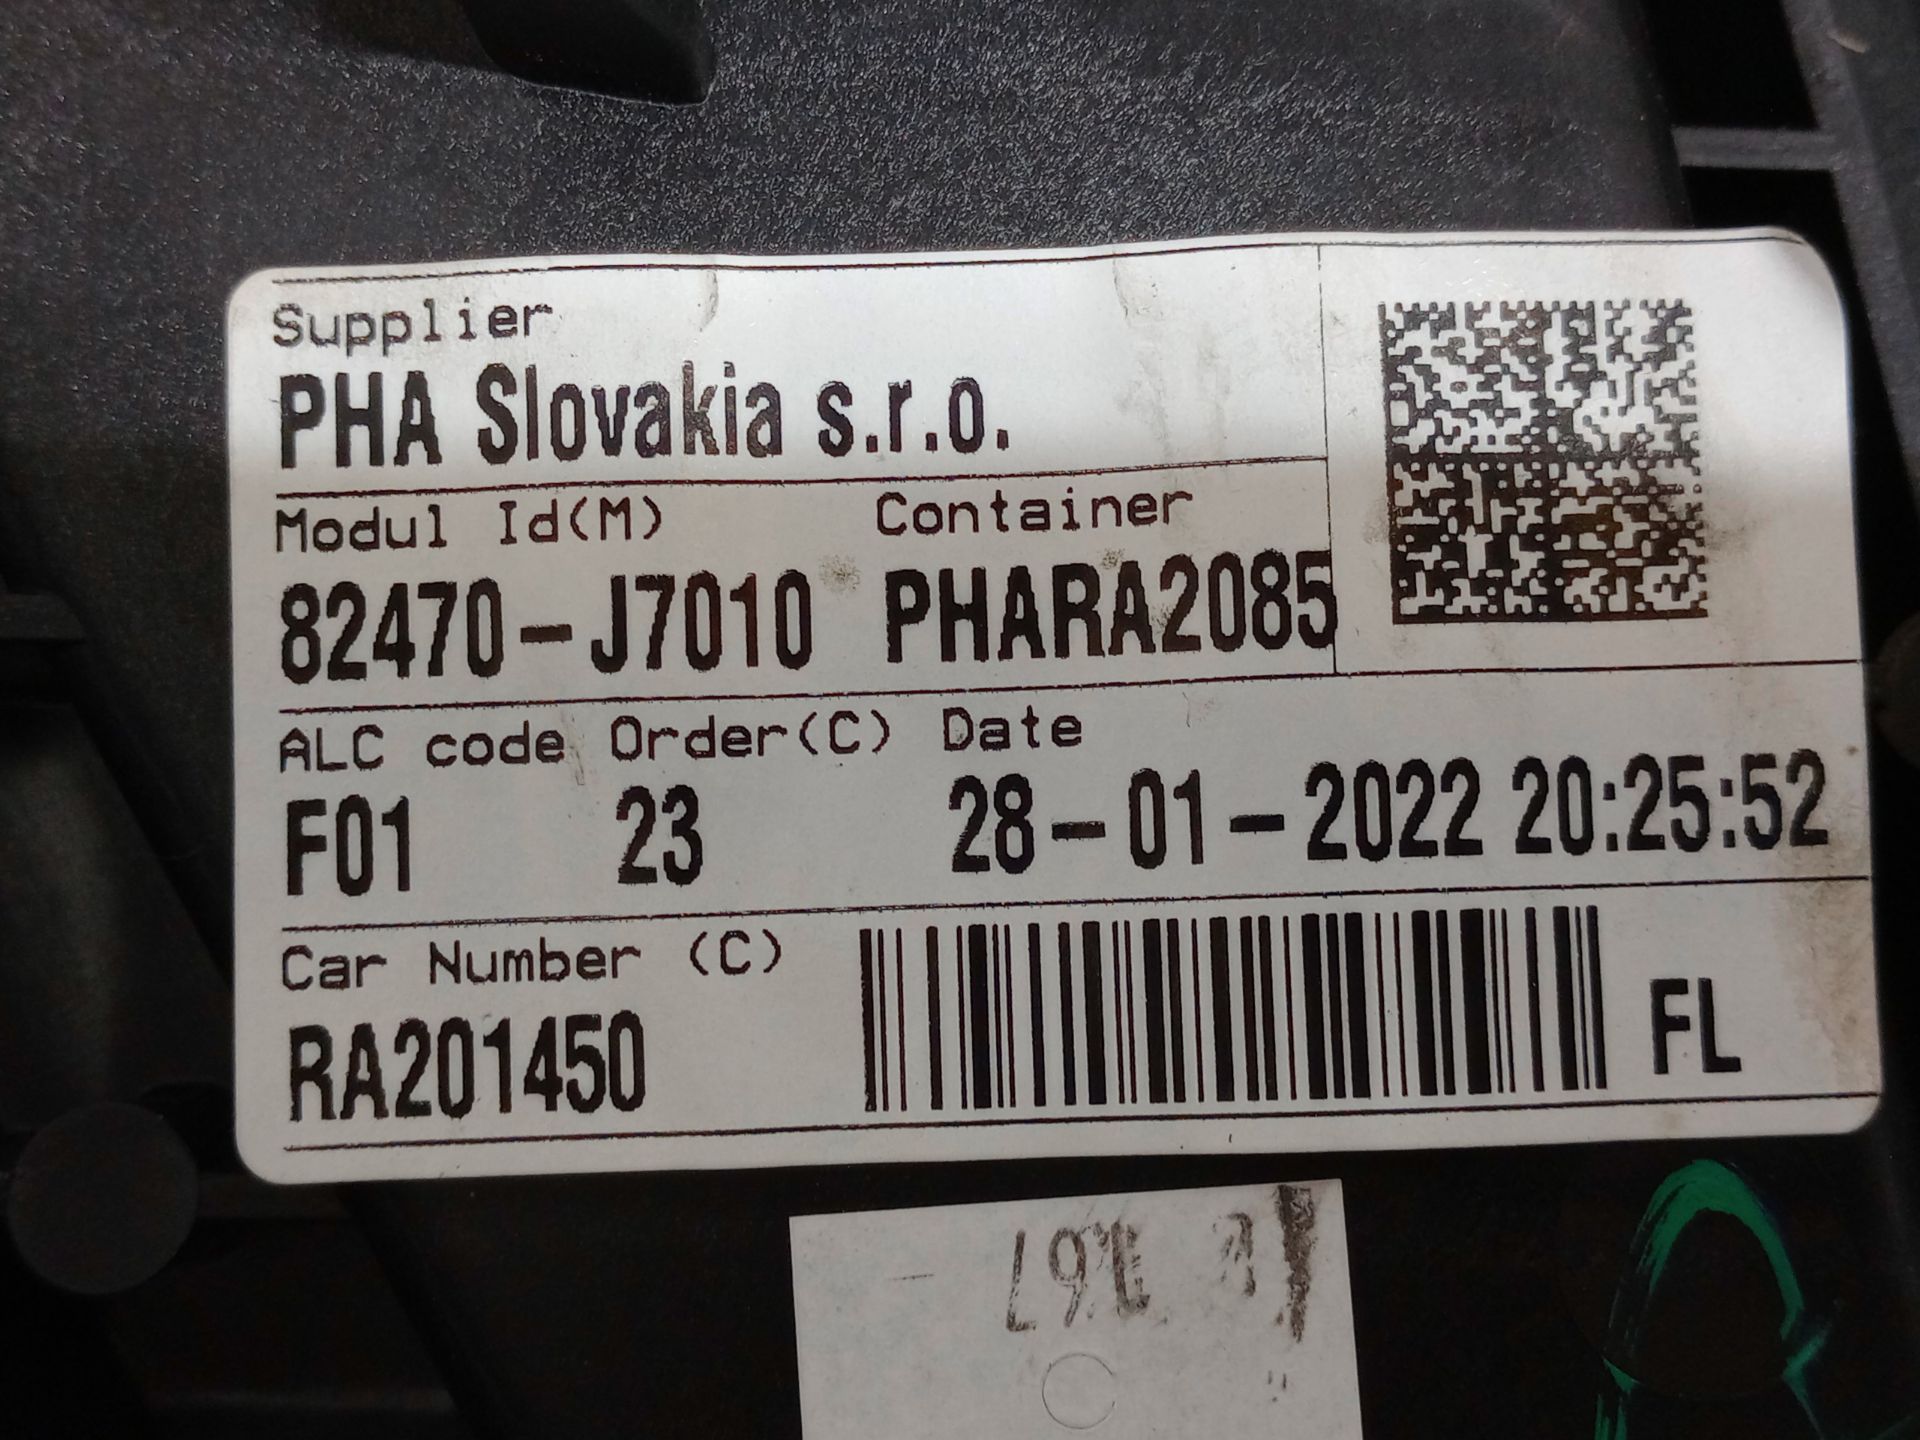 Supplier
PHA Slovakia s.r.o.
Modul Id(M) Container
82470-J7010 PHARA2085
ALC code Order(C) Date
F01 23 28-01-2022 20:25:52
Car Number (C)
RA201450 FL